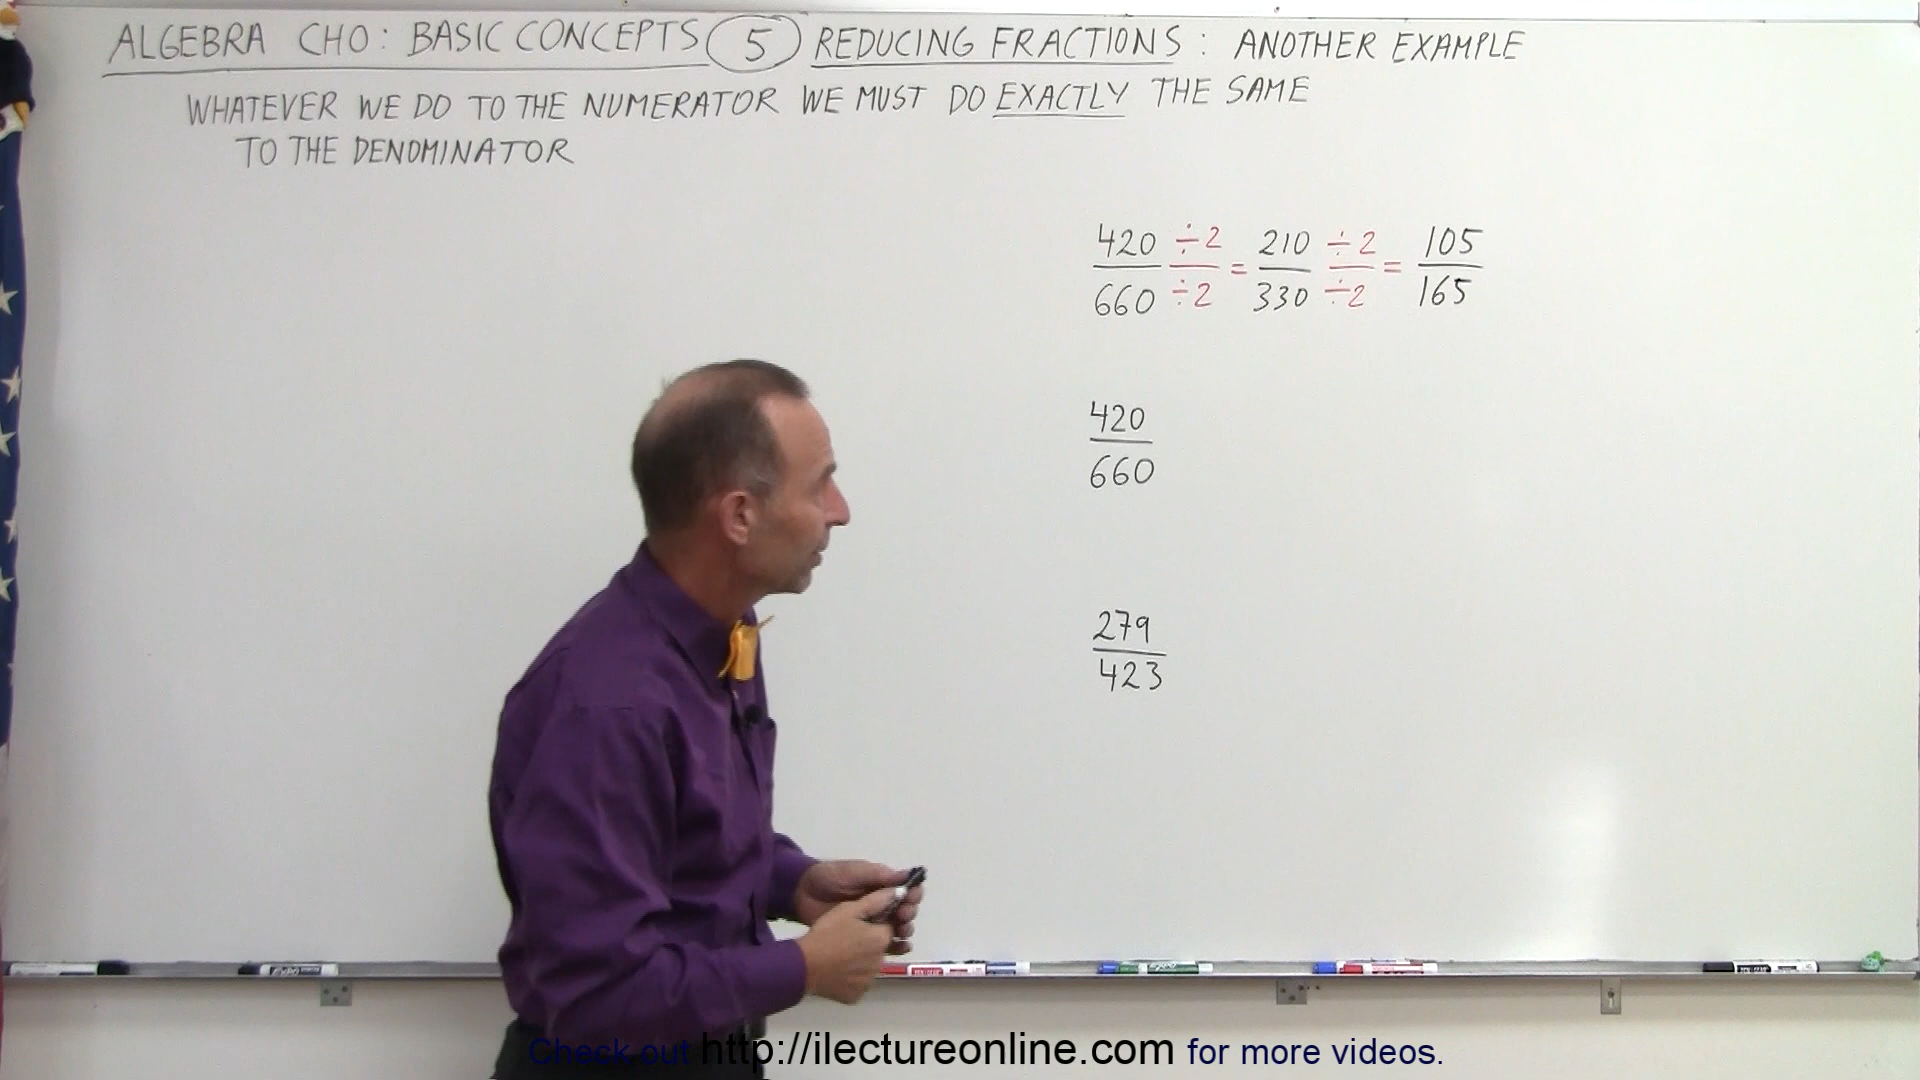 ALGEBRA CHO: BASIC CONCEPTS 5 REDUCING FRACTIONS: ANOTHER EXAMPLE
WHATEVER WE DO TO THE NUMERATOR WE MUST DO EXACTLY THE SAME
TO THE DENOMINATOR
420 ÷2 210 ÷2 105
= =
660 ÷2 330 ÷2 165
420
660
279
423
Check out http://ilectureonline.com for more videos.